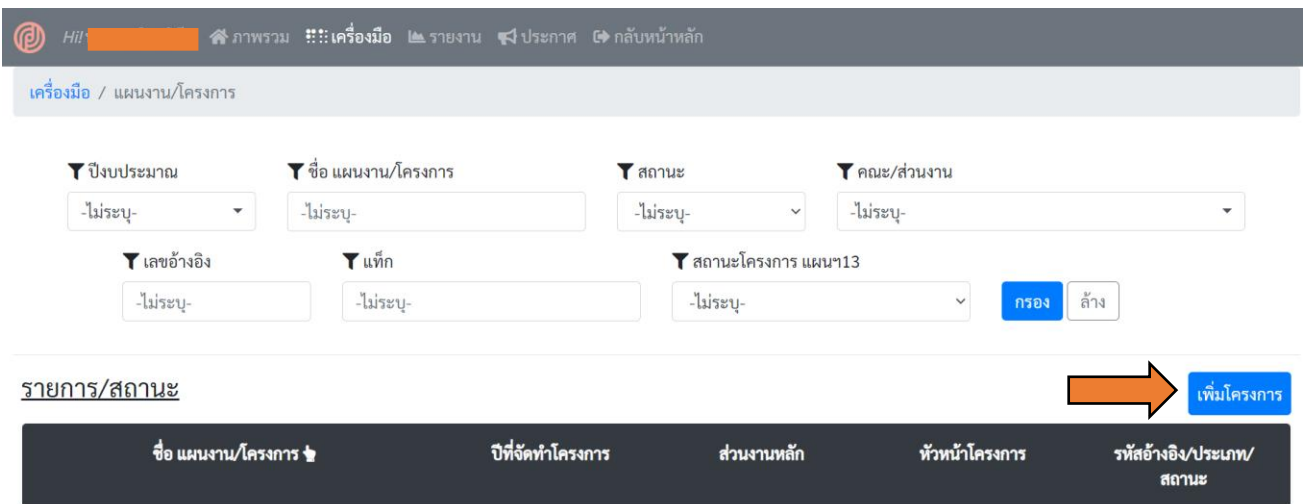 Hi! ภาพรวม เครื่องมือ รายงาน ประกาศ กลับหน้าหลัก
เครื่องมือ / แผนงาน/โครงการ
ปีงบประมาณ ชื่อ แผนงาน/โครงการ สถานะ คณะ/ส่วนงาน
-ไม่ระบุ- -ไม่ระบุ- -ไม่ระบุ- -ไม่ระบุ-
เลขอ้างอิง แท็ก สถานะโครงการ แผนฯ13
-ไม่ระบุ- -ไม่ระบุ- -ไม่ระบุ- กรอง ล้าง
รายการ/สถานะ เพิ่มโครงการ
ชื่อ แผนงาน/โครงการ ปีที่จัดทำโครงการ ส่วนงานหลัก หัวหน้าโครงการ รหัสอ้างอิง/ประเภท/
สถานะ